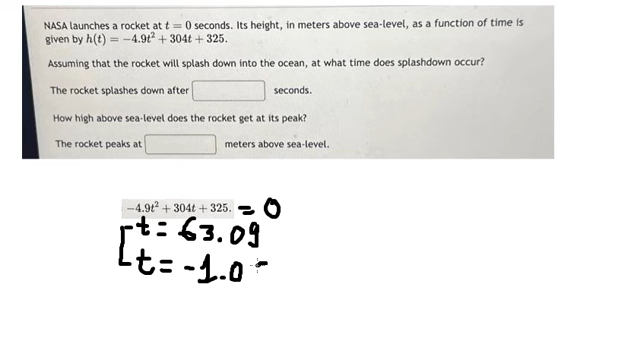 NASA launches a rocket at t = 0 seconds. Its height, in meters above sea-level, as a function of time is
given by h(t) = −4.9t² + 304t + 325.
Assuming that the rocket will splash down into the ocean, at what time does splashdown occur?
The rocket splashes down after seconds.
How high above sea-level does the rocket get at its peak?
The rocket peaks at meters above sea-level.
−4.9t² + 304t + 325. = 0
t = 63.09
t = -1.0